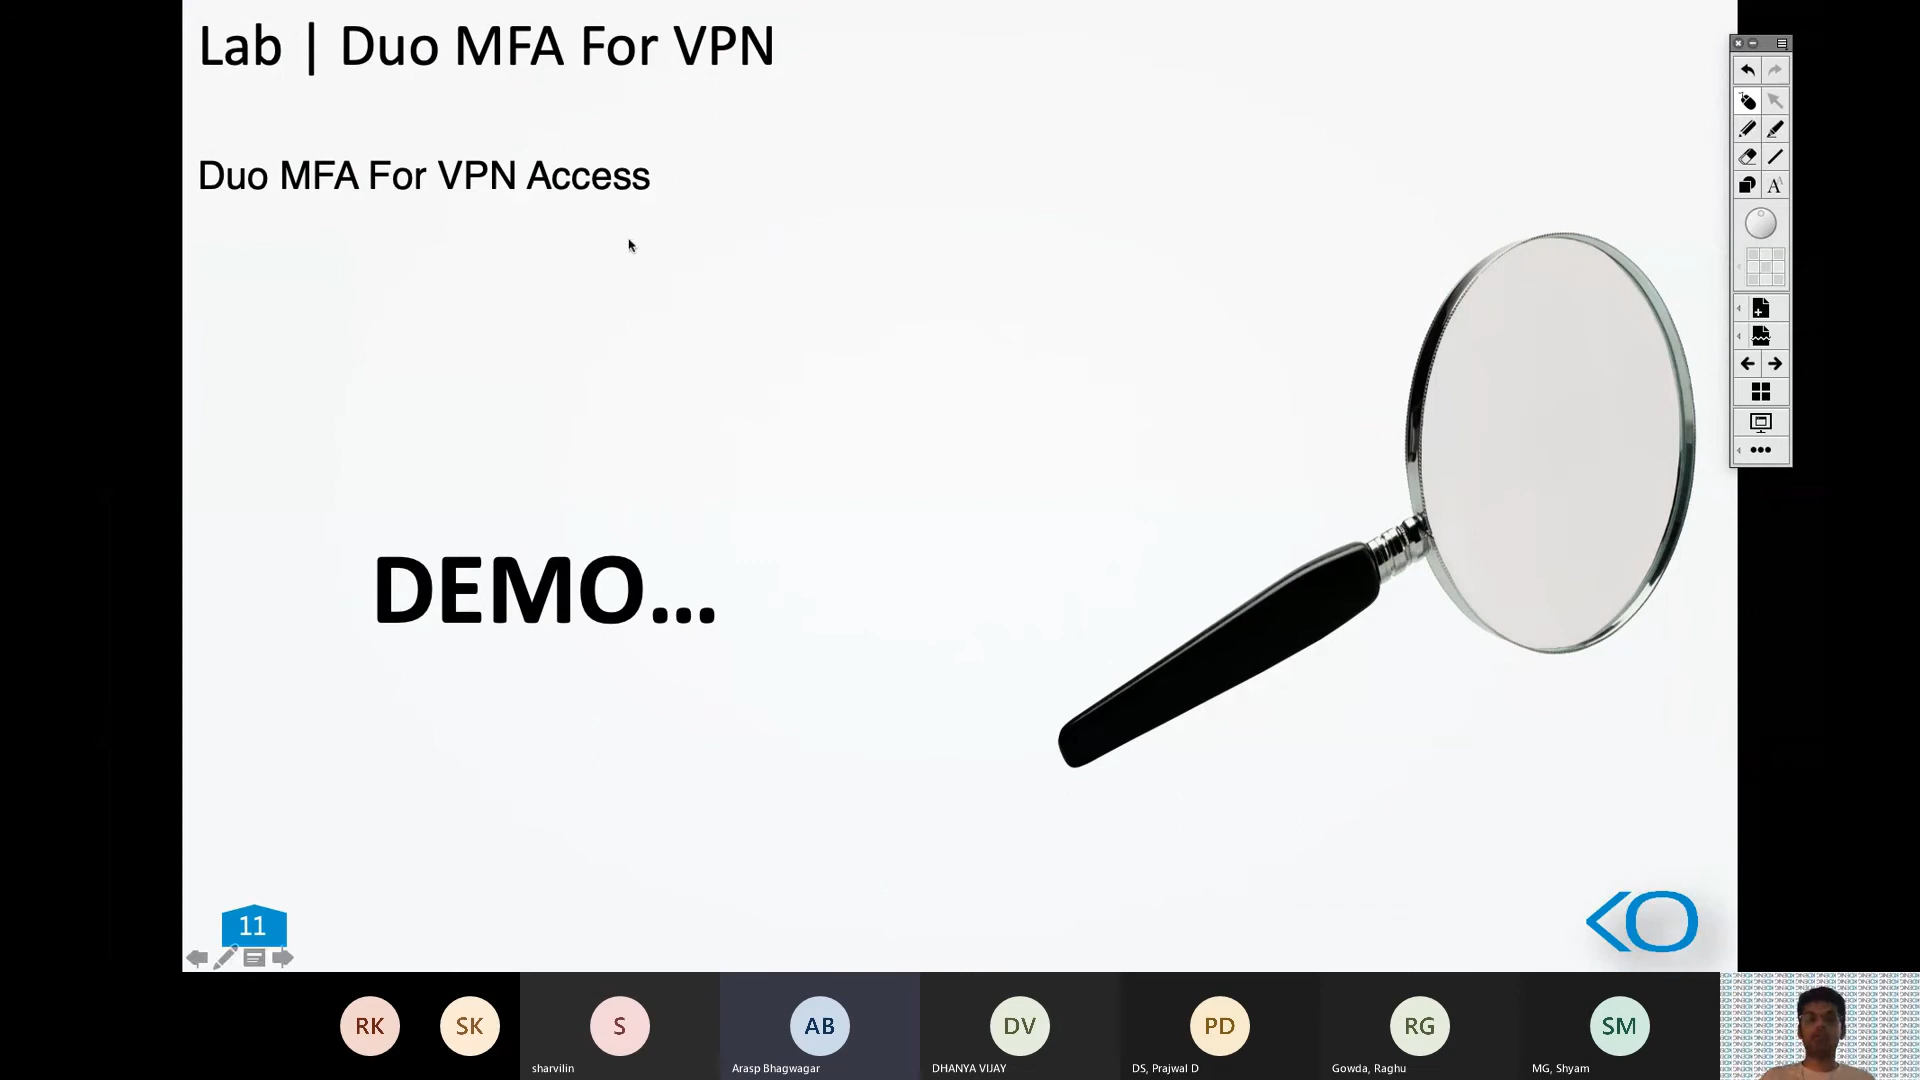 Lab | Duo MFA For VPN
Duo MFA For VPN Access
DEMO...
11
RK
SK
S
AB
DV
PD
RG
SM
sharvilin
Arasp Bhagwagar
DHANYA VIJAY
DS, Prajwal D
Gowda, Raghu
MG, Shyam